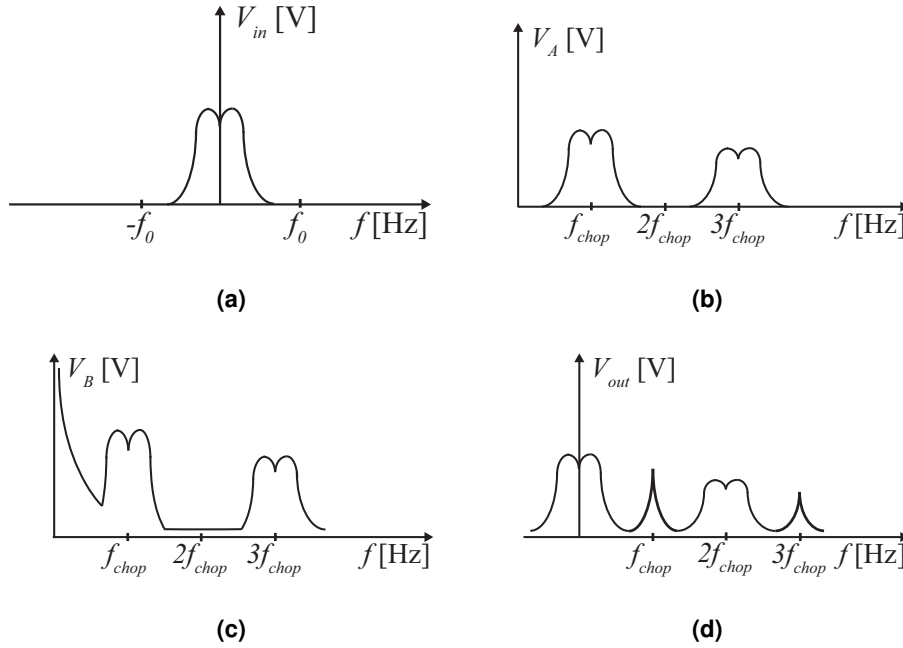 V_in [V]
-f_0 f_0 f [Hz]
(a)
V_A [V]
f_chop 2f_chop 3f_chop f [Hz]
(b)
V_B [V]
f_chop 2f_chop 3f_chop f [Hz]
(c)
V_out [V]
f_chop 2f_chop 3f_chop f [Hz]
(d)